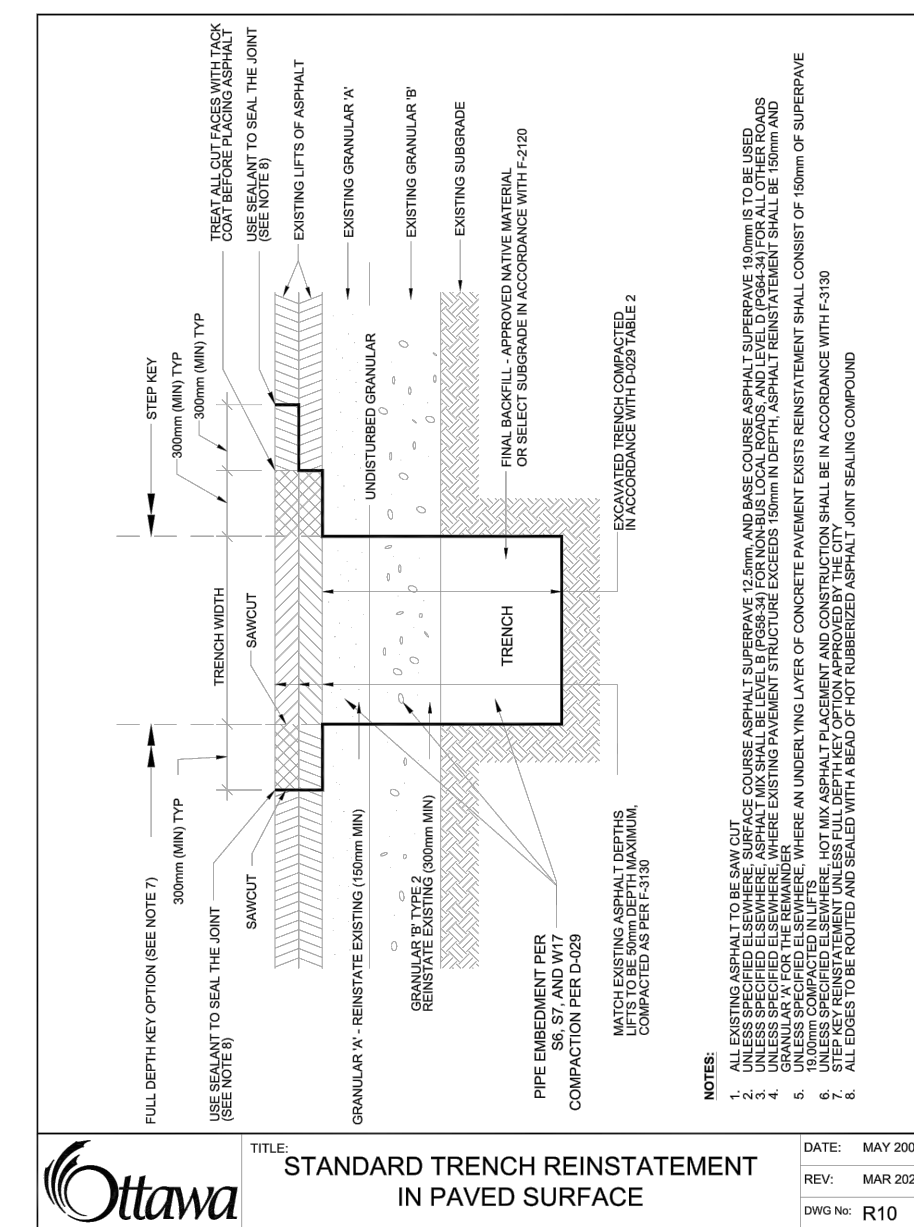 FULL DEPTH KEY OPTION (SEE NOTE 7)
STEP KEY
300mm (MIN) TYP
300mm (MIN) TYP
300mm (MIN) TYP
TRENCH WIDTH
USE SEALANT TO SEAL THE JOINT
(SEE NOTE 8)
SAWCUT
SAWCUT
TREAT ALL CUT FACES WITH TACK
COAT BEFORE PLACING ASPHALT
USE SEALANT TO SEAL THE JOINT
(SEE NOTE 8)
EXISTING LIFTS OF ASPHALT
EXISTING GRANULAR 'A'
UNDISTURBED GRANULAR
EXISTING GRANULAR 'B'
EXISTING SUBGRADE
GRANULAR 'A' - REINSTATE EXISTING (150mm MIN)
GRANULAR 'B' TYPE 2
REINSTATE EXISTING (300mm MIN)
TRENCH
FINAL BACKFILL - APPROVED NATIVE MATERIAL
OR SELECT SUBGRADE IN ACCORDANCE WITH F-2120
PIPE EMBEDMENT PER
S6, S7, AND W17
COMPACTION PER D-029
MATCH EXISTING ASPHALT DEPTHS
LIFTS TO BE 50mm DEPTH MAXIMUM,
COMPACTED AS PER F-3130
EXCAVATED TRENCH COMPACTED
IN ACCORDANCE WITH D-029 TABLE 2
NOTES:
1. ALL EXISTING ASPHALT TO BE SAW CUT
2. UNLESS SPECIFIED ELSEWHERE, SURFACE COURSE ASPHALT SUPERPAVE 12.5mm, AND BASE COURSE ASPHALT SUPERPAVE 19.0mm IS TO BE USED
3. UNLESS SPECIFIED ELSEWHERE, ASPHALT MIX SHALL BE LEVEL B (PG58-34) FOR NON-BUS LOCAL ROADS, AND LEVEL D (PG64-34) FOR ALL OTHER ROADS
4. UNLESS SPECIFIED ELSEWHERE, WHERE EXISTING PAVEMENT STRUCTURE EXCEEDS 150mm IN DEPTH, ASPHALT REINSTATEMENT SHALL BE 150mm AND
GRANULAR 'A' FOR THE REMAINDER
5. UNLESS SPECIFIED ELSEWHERE, WHERE AN UNDERLYING LAYER OF CONCRETE PAVEMENT EXISTS REINSTATEMENT SHALL CONSIST OF 150mm OF SUPERPAVE
19.00mm COMPACTED IN LIFTS
6. UNLESS SPECIFIED ELSEWHERE, HOT MIX ASPHALT PLACEMENT AND CONSTRUCTION SHALL BE IN ACCORDANCE WITH F-3130
7. STEP KEY REINSTATEMENT UNLESS FULL DEPTH KEY OPTION APPROVED BY THE CITY
8. ALL EDGES TO BE ROUTED AND SEALED WITH A BEAD OF HOT RUBBERIZED ASPHALT JOINT SEALING COMPOUND
Ottawa
TITLE:
STANDARD TRENCH REINSTATEMENT
IN PAVED SURFACE
DATE: MAY 200
REV: MAR 202
DWG No: R10